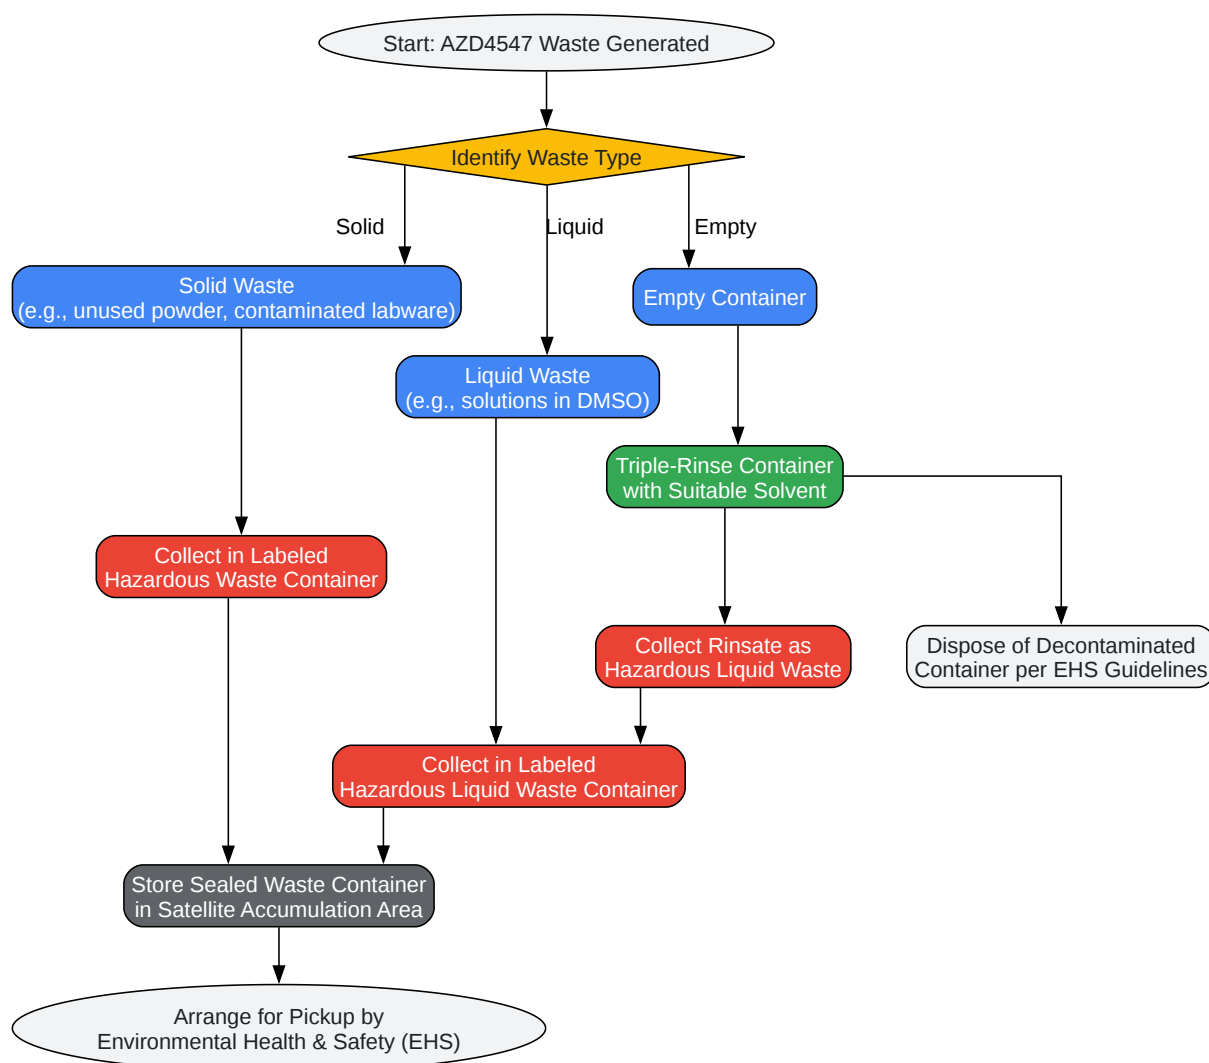 Start: AZD4547 Waste Generated
Identify Waste Type
Solid
Liquid
Empty
Solid Waste
(e.g., unused powder, contaminated labware)
Empty Container
Liquid Waste
(e.g., solutions in DMSO)
Triple-Rinse Container
with Suitable Solvent
Collect in Labeled
Hazardous Waste Container
Collect Rinsate as
Hazardous Liquid Waste
Dispose of Decontaminated
Container per EHS Guidelines
Collect in Labeled
Hazardous Liquid Waste Container
Store Sealed Waste Container
in Satellite Accumulation Area
Arrange for Pickup by
Environmental Health & Safety (EHS)